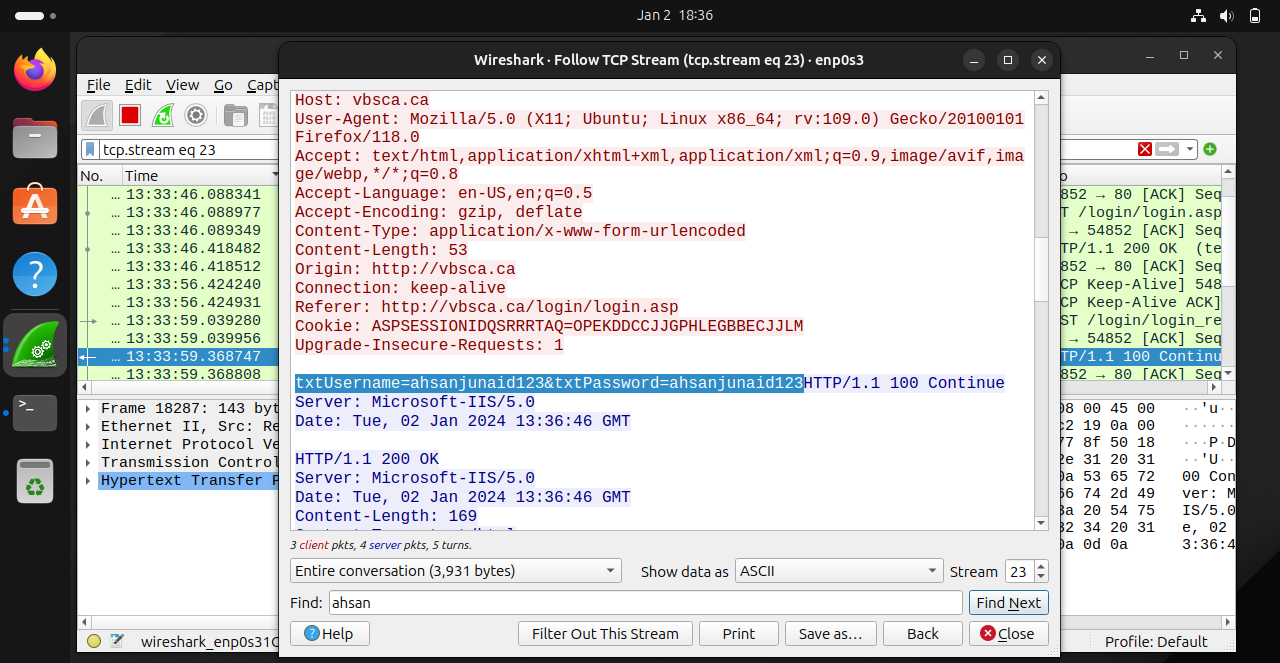 Jan 2 18:36
Wireshark · Follow TCP Stream (tcp.stream eq 23) · enp0s3
File Edit View Go Capt
tcp.stream eq 23
No. Time
... 13:33:46.088341
... 13:33:46.088977
... 13:33:46.089349
... 13:33:46.418482
... 13:33:46.418512
... 13:33:56.424240
... 13:33:56.424931
... 13:33:59.039280
... 13:33:59.039956
... 13:33:59.368747
... 13:33:59.368808
Frame 18287: 143 byt
Ethernet II, Src: Re
Internet Protocol Ve
Transmission Control
Hypertext Transfer P
wireshark_enp0s31C
Host: vbsca.ca
User-Agent: Mozilla/5.0 (X11; Ubuntu; Linux x86_64; rv:109.0) Gecko/20100101
Firefox/118.0
Accept: text/html,application/xhtml+xml,application/xml;q=0.9,image/avif,ima
ge/webp,*/*;q=0.8
Accept-Language: en-US,en;q=0.5
Accept-Encoding: gzip, deflate
Content-Type: application/x-www-form-urlencoded
Content-Length: 53
Origin: http://vbsca.ca
Connection: keep-alive
Referer: http://vbsca.ca/login/login.asp
Cookie: ASPSESSIONIDQSRRRTAQ=OPEKDDCCJJGPHLEGBBECJJLM
Upgrade-Insecure-Requests: 1
txtUsername=ahsanjunaid123&txtPassword=ahsanjunaid123HTTP/1.1 100 Continue
Server: Microsoft-IIS/5.0
Date: Tue, 02 Jan 2024 13:36:46 GMT
HTTP/1.1 200 OK
Server: Microsoft-IIS/5.0
Date: Tue, 02 Jan 2024 13:36:46 GMT
Content-Length: 169
3 client pkts, 4 server pkts, 5 turns.
Entire conversation (3,931 bytes) Show data as ASCII Stream 23
Find: ahsan Find Next
Help Filter Out This Stream Print Save as... Back Close
o
852 → 80 [ACK] Seq
T /login/login.asp
→ 54852 [ACK] Seq
TP/1.1 200 OK (te
852 → 80 [ACK] Seq
CP Keep-Alive] 548
CP Keep-Alive ACK]
ST /login/login_re
→ 54852 [ACK] Seq
TP/1.1 100 Continu
852 → 80 [ACK] Seq
08 00 45 00 ··'u··
c2 19 0a 00 ······
77 8f 50 18 ···P·D
2e 31 20 31 ··'U··
0a 53 65 72 00 Con
66 74 2d 49 ver: M
3a 20 54 75 IS/5.0
32 34 20 31 e, 02
0a 0d 0a 3:36:4
Profile: Default